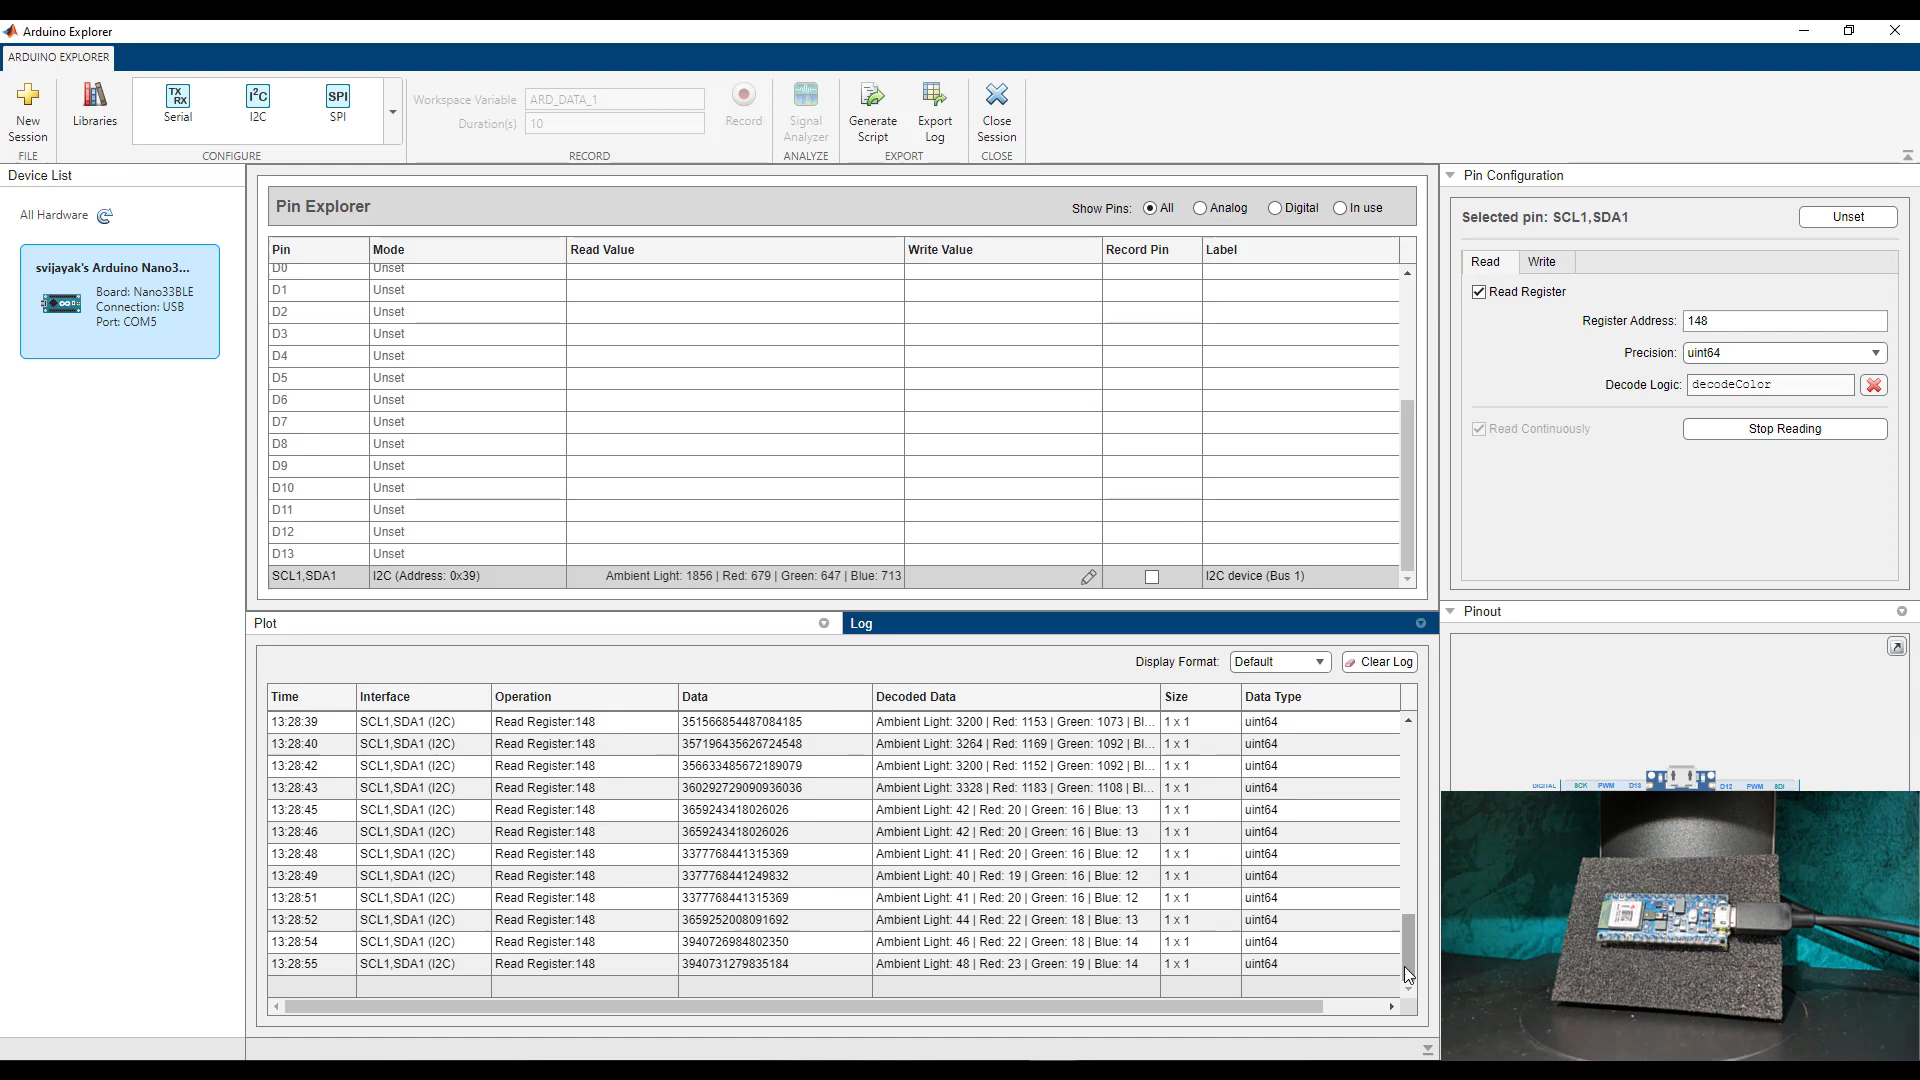 Arduino Explorer
ARDUINO EXPLORER
New Session
Libraries
TX RX
Serial
I²C
I2C
SPI
SPI
Workspace Variable ARD_DATA_1
Duration(s) 10
Record
Signal Analyzer
Generate Script
Export Log
Close Session
FILE
CONFIGURE
RECORD
ANALYZE
EXPORT
CLOSE
Device List
All Hardware
svijayak's Arduino Nano3...
Board: Nano33BLE
Connection: USB
Port: COM5
Pin Explorer
Show Pins: All Analog Digital In use
Pin Mode Read Value Write Value Record Pin Label
D0 Unset
D1 Unset
D2 Unset
D3 Unset
D4 Unset
D5 Unset
D6 Unset
D7 Unset
D8 Unset
D9 Unset
D10 Unset
D11 Unset
D12 Unset
D13 Unset
SCL1,SDA1 I2C (Address: 0x39) Ambient Light: 1856 | Red: 679 | Green: 647 | Blue: 713 I2C device (Bus 1)
Plot
Log
Display Format: Default Clear Log
Time Interface Operation Data Decoded Data Size Data Type
13:28:39 SCL1,SDA1 (I2C) Read Register:148 351566854487084185 Ambient Light: 3200 | Red: 1153 | Green: 1073 | Bl... 1 x 1 uint64
13:28:40 SCL1,SDA1 (I2C) Read Register:148 357196435626724548 Ambient Light: 3264 | Red: 1169 | Green: 1092 | Bl... 1 x 1 uint64
13:28:42 SCL1,SDA1 (I2C) Read Register:148 356633485672189079 Ambient Light: 3200 | Red: 1152 | Green: 1092 | Bl... 1 x 1 uint64
13:28:43 SCL1,SDA1 (I2C) Read Register:148 360292729090936036 Ambient Light: 3328 | Red: 1183 | Green: 1108 | Bl... 1 x 1 uint64
13:28:45 SCL1,SDA1 (I2C) Read Register:148 3659243418026026 Ambient Light: 42 | Red: 20 | Green: 16 | Blue: 13 1 x 1 uint64
13:28:46 SCL1,SDA1 (I2C) Read Register:148 3659243418026026 Ambient Light: 42 | Red: 20 | Green: 16 | Blue: 13 1 x 1 uint64
13:28:48 SCL1,SDA1 (I2C) Read Register:148 3377768441315369 Ambient Light: 41 | Red: 20 | Green: 16 | Blue: 12 1 x 1 uint64
13:28:49 SCL1,SDA1 (I2C) Read Register:148 3377768441249832 Ambient Light: 40 | Red: 19 | Green: 16 | Blue: 12 1 x 1 uint64
13:28:51 SCL1,SDA1 (I2C) Read Register:148 3377768441315369 Ambient Light: 41 | Red: 20 | Green: 16 | Blue: 12 1 x 1 uint64
13:28:52 SCL1,SDA1 (I2C) Read Register:148 3659252008091692 Ambient Light: 44 | Red: 22 | Green: 18 | Blue: 13 1 x 1 uint64
13:28:54 SCL1,SDA1 (I2C) Read Register:148 3940726984802350 Ambient Light: 46 | Red: 22 | Green: 18 | Blue: 14 1 x 1 uint64
13:28:55 SCL1,SDA1 (I2C) Read Register:148 3940731279835184 Ambient Light: 48 | Red: 23 | Green: 19 | Blue: 14 1 x 1 uint64
Pin Configuration
Selected pin: SCL1,SDA1 Unset
Read Write
Read Register
Register Address: 148
Precision: uint64
Decode Logic: decodeColor
Read Continuously Stop Reading
Pinout
DIGITAL SCK PWM D13 D12 PWM SDI